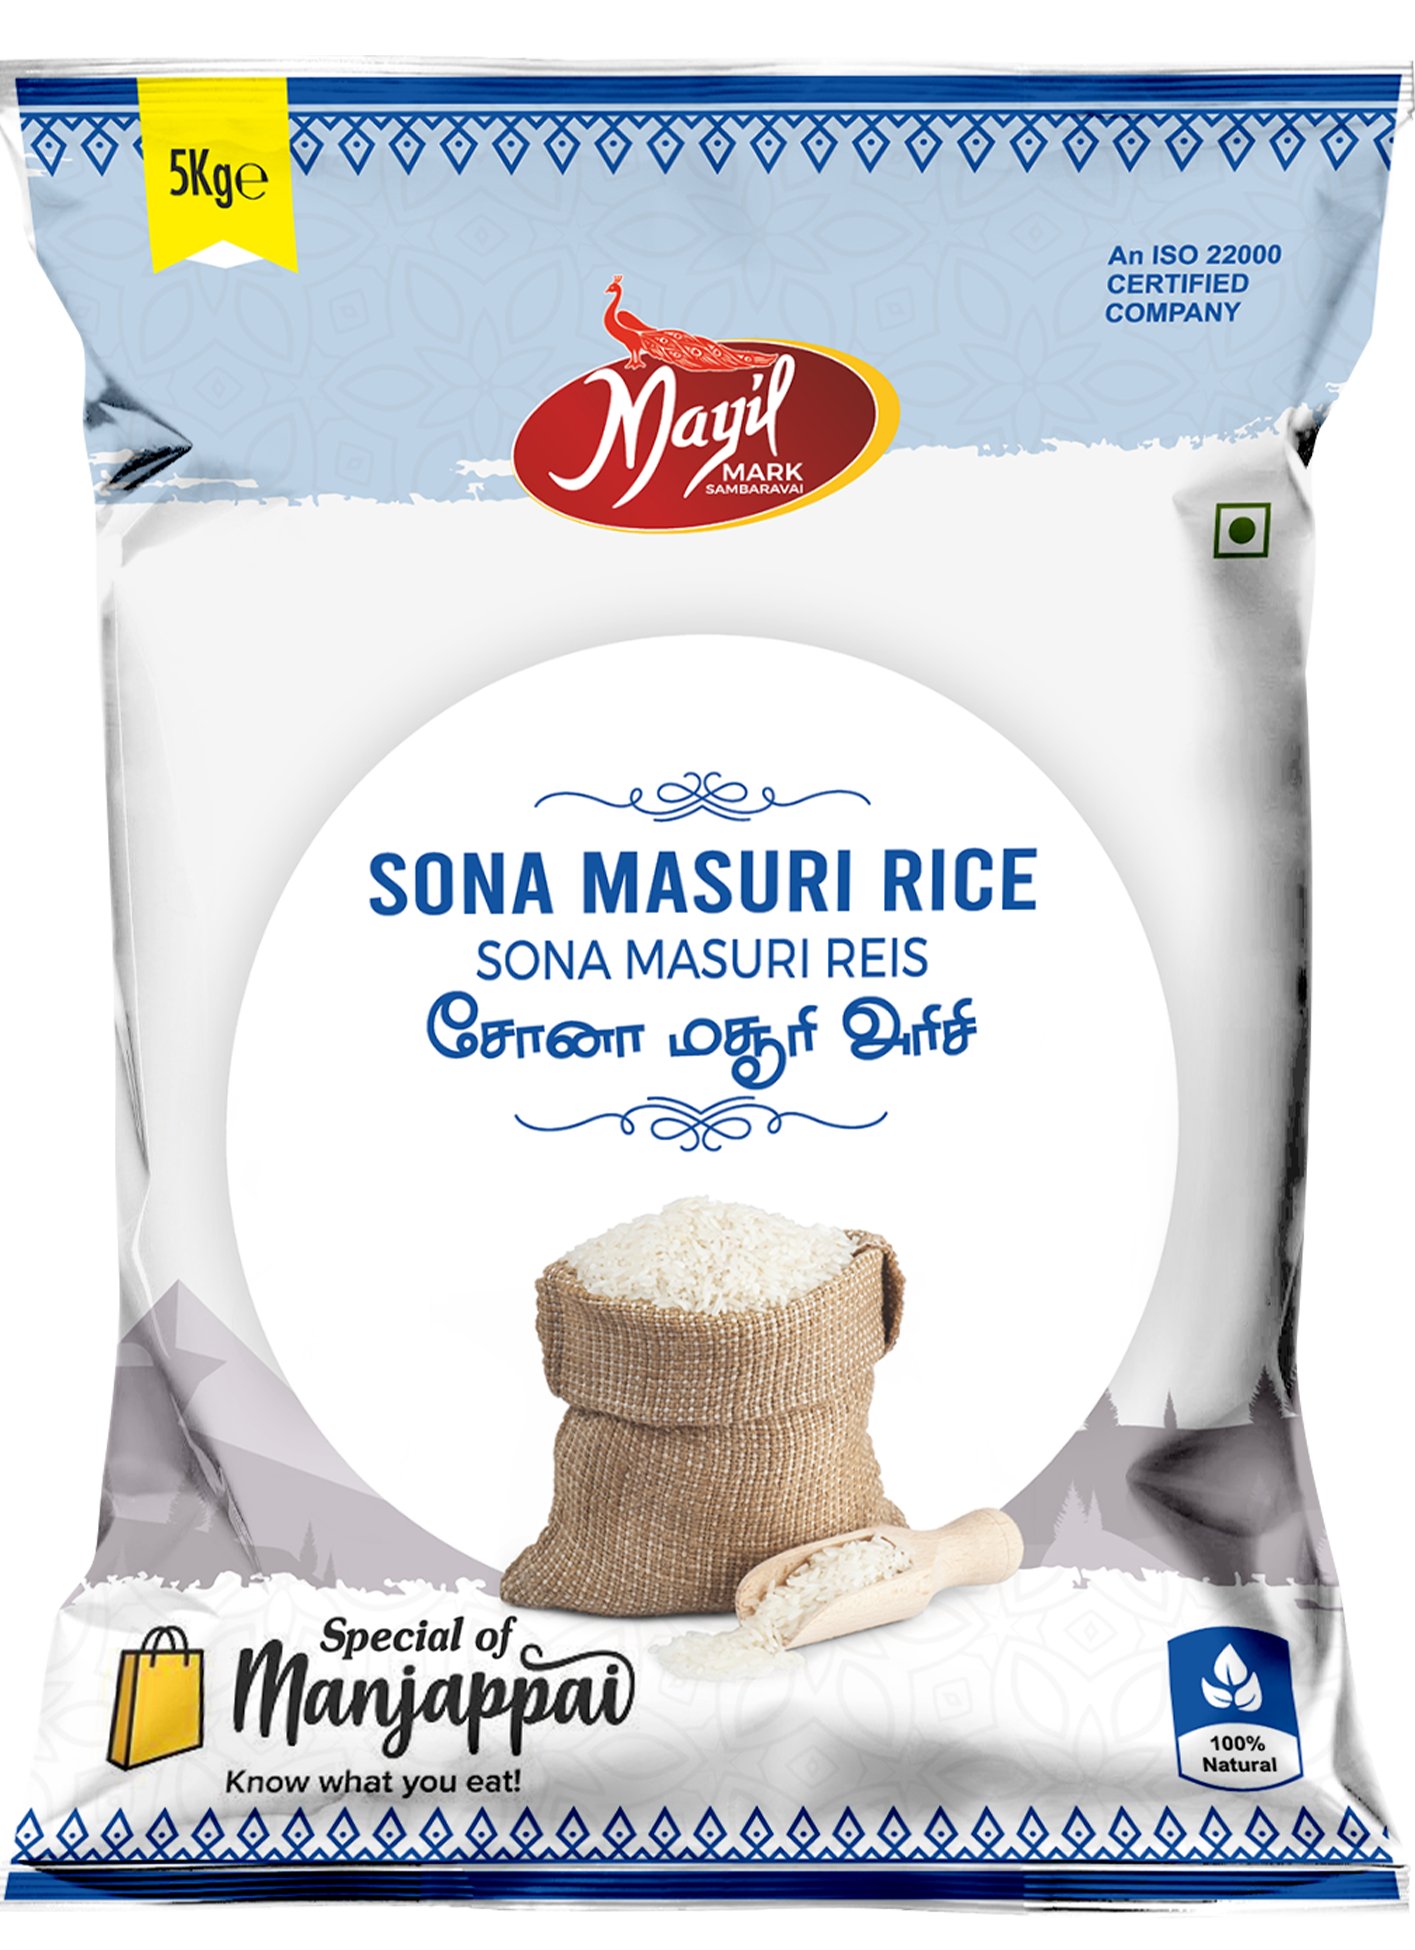 5Kg℮
An ISO 22000
CERTIFIED
COMPANY
Mayil
MARK
SAMBARAVAI
SONA MASURI RICE
SONA MASURI REIS
சோனா மசூரி அரிசி
Special of
Manjappai
Know what you eat!
100%
Natural